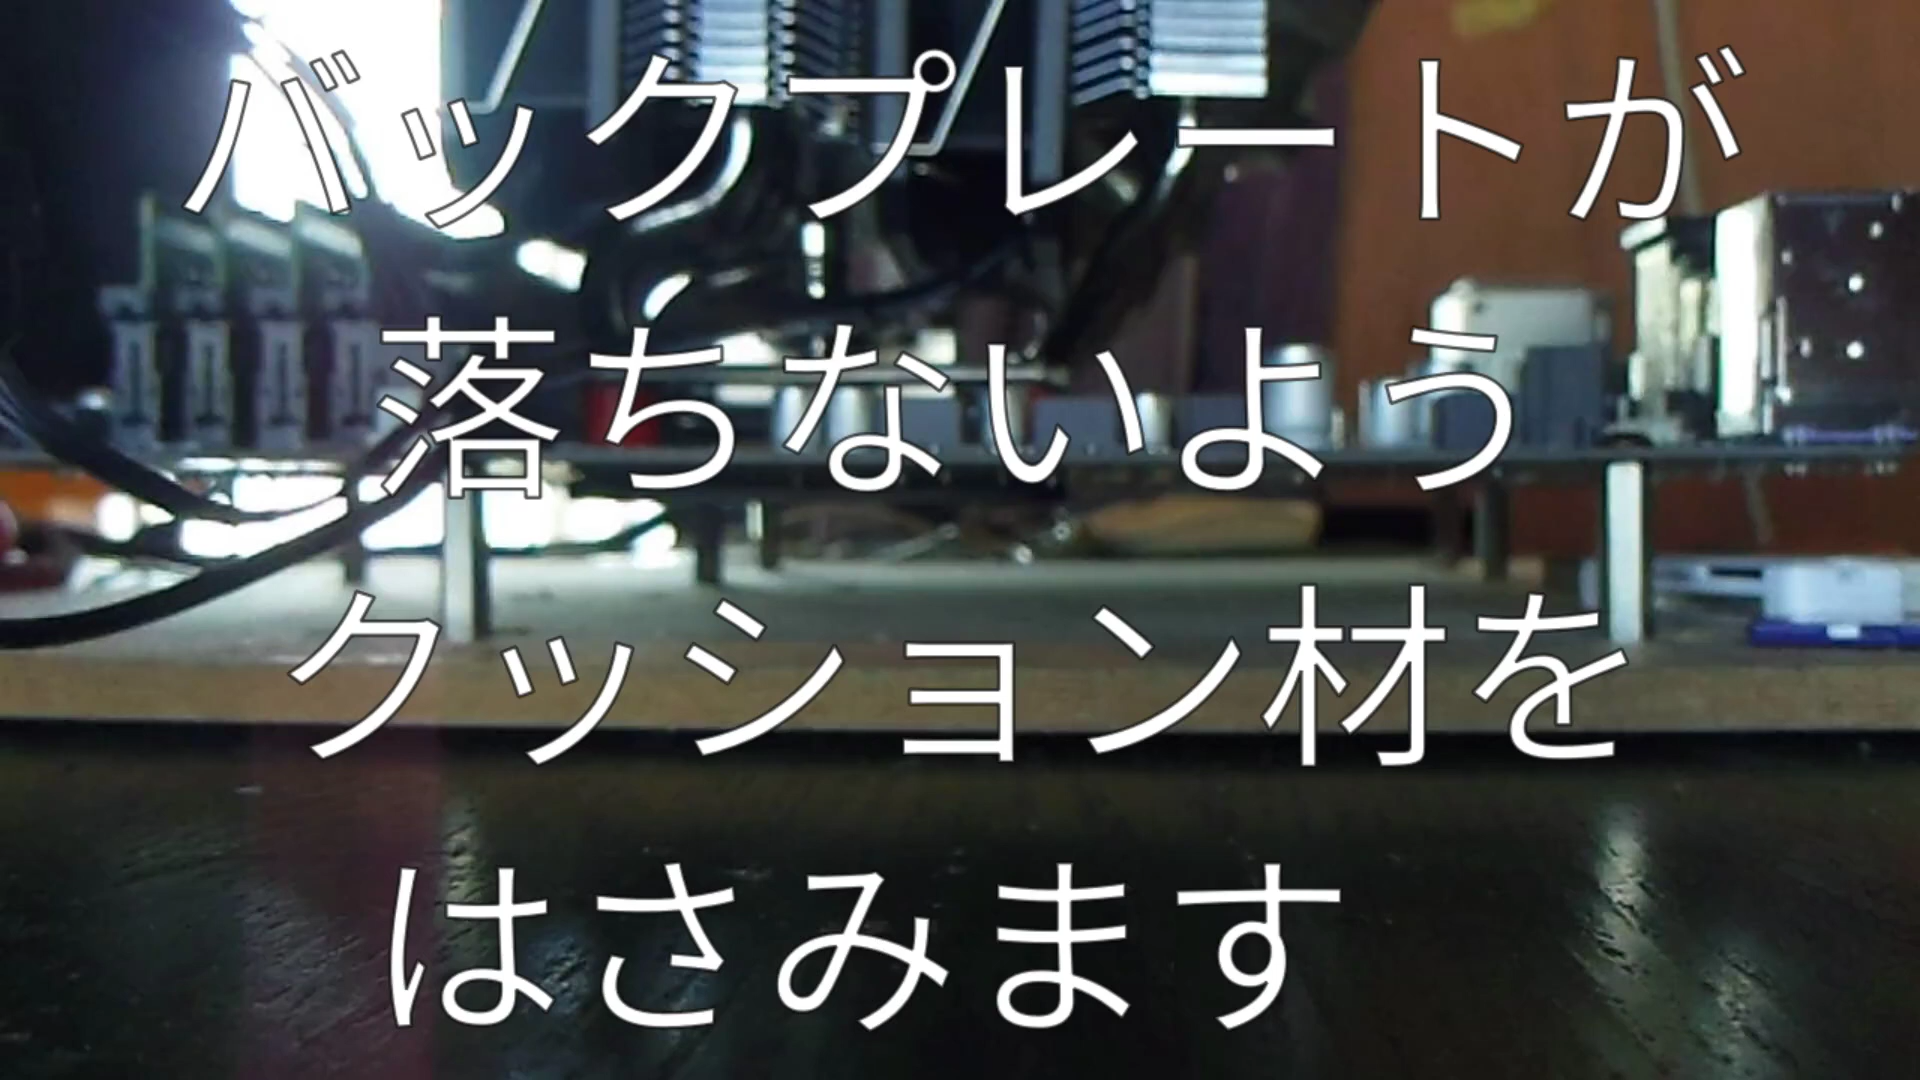 バックプレートが
落ちないよう
クッション材を
はさみます